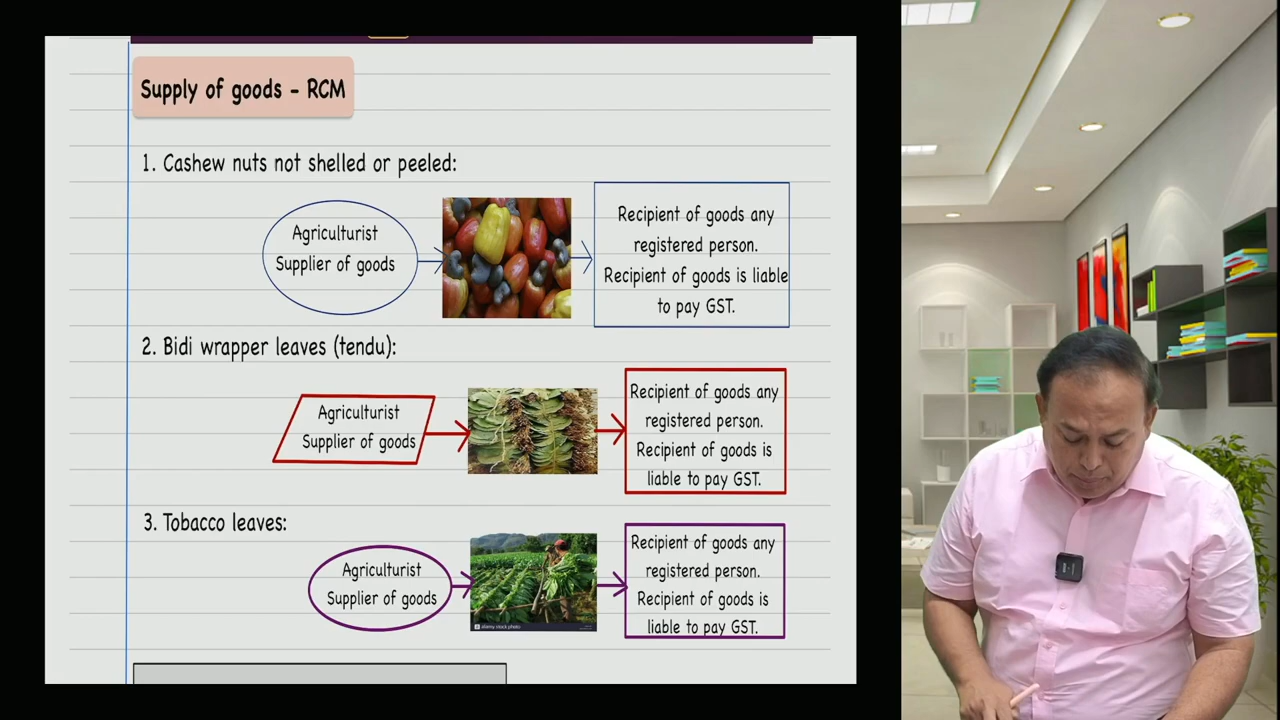 Supply of goods - RCM
1. Cashew nuts not shelled or peeled:
Agriculturist
Supplier of goods
Recipient of goods any
registered person.
Recipient of goods is liable
to pay GST.
2. Bidi wrapper leaves (tendu):
Agriculturist
Supplier of goods
Recipient of goods any
registered person.
Recipient of goods is
liable to pay GST.
3. Tobacco leaves:
Agriculturist
Supplier of goods
alamy stock photo
Recipient of goods any
registered person.
Recipient of goods is
liable to pay GST.